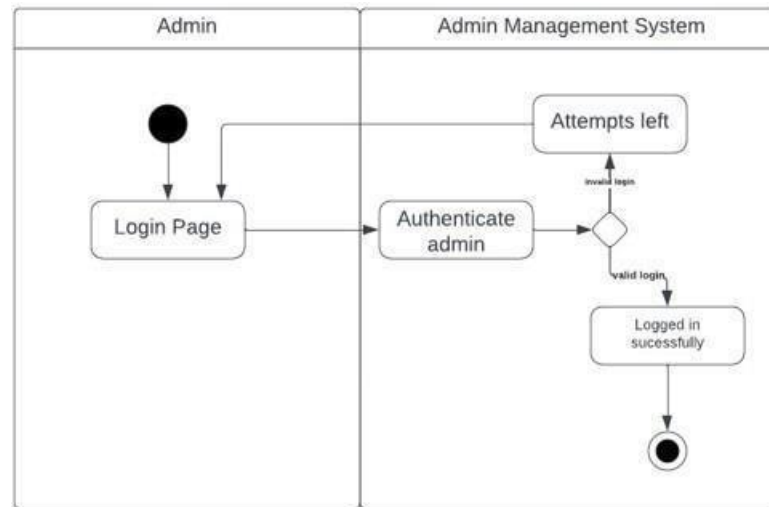 Admin
Admin Management System
Attempts left
invalid login
Login Page
Authenticate
admin
valid login
Logged in
sucessfully